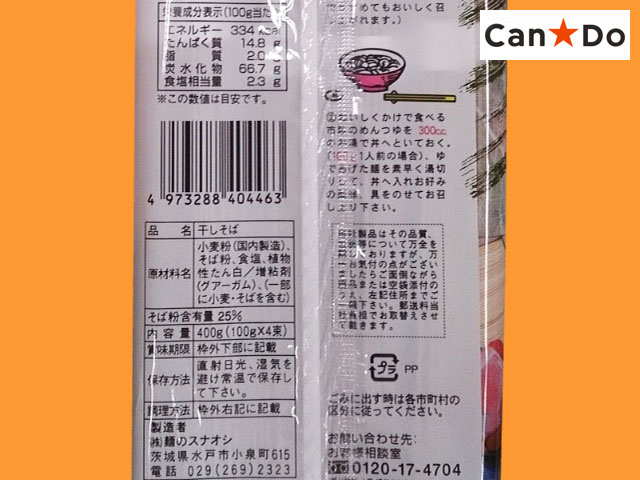 Can★Do
栄養成分表示(100g当た
エネルギー 334 kcal
たんぱく質 14.8 g
脂質 2.0 g
炭水化物 66.7 g
食塩相当量 2.3 g
※この数値は目安です。
4 973288 404463
品名 干しそば
原材料名 小麦粉(国内製造)、
そば粉、食塩、植物
性たん白/増粘剤
(グアーガム)、(一部
に小麦・そばを含む)
そば粉含有量 25%
内容量 400g(100g×4束)
賞味期限 枠外下部に記載
保存方法 直射日光、湿気を
避け常温で保存し
て下さい。
調理方法 枠外右記に記載
製造者
㈱麺のスナオシ
茨城県水戸市小泉町615
電話 029(269)2323
てもおいしく召
上がれます。)
②おいしくかけで食べる
市販のめんつゆを300cc.
のお湯で丼へといておく。
1人前の場合)、ゆ
であげた麺を素早く湯切
りして、丼へ入れお好み
の薬味、具をのせてお召
し上り下さい。
当社製品はその品質、
等について万全を
しておりますが、万
一お気付の点がござい
ましたらご面倒ながら
商品または空袋添付の
うえ、左記住所までご
一報下さい。郵送料当
社負担でお取替えさせ
て頂きます。
プラ PP
ごみに出す時は各市町村の
区分に従ってください。
お問い合わせ先:
お客様相談室
0120-17-4704